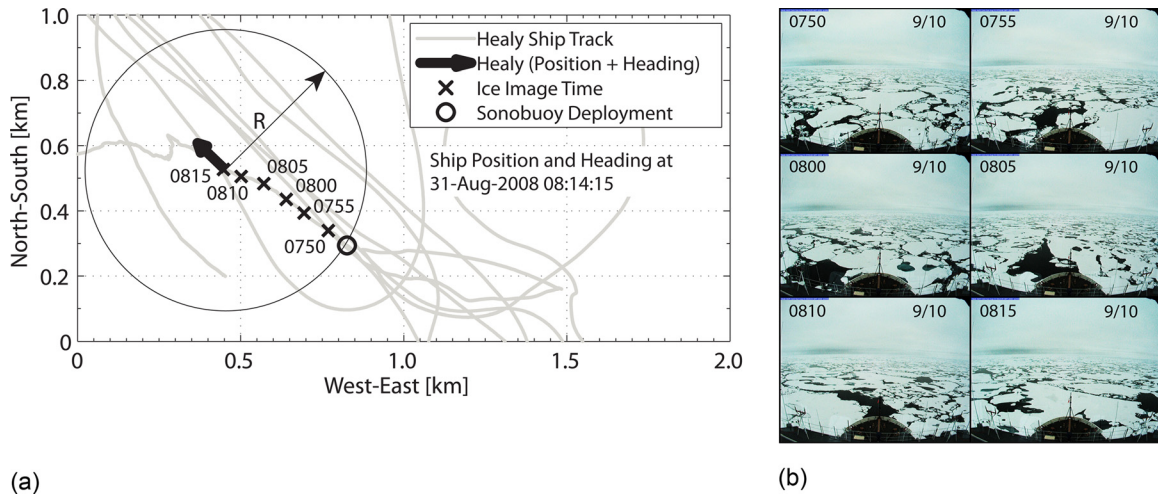 1.0
0.8
0.6
0.4
0.2
0
North-South [km]
0
0.5
1.0
1.5
2.0
West-East [km]
Healy Ship Track
Healy (Position + Heading)
Ice Image Time
Sonobuoy Deployment
R
Ship Position and Heading at
31-Aug-2008 08:14:15
0815
0810
0805
0800
0755
0750
(a)
0750 9/10
0755 9/10
0800 9/10
0805 9/10
0810 9/10
0815 9/10
(b)